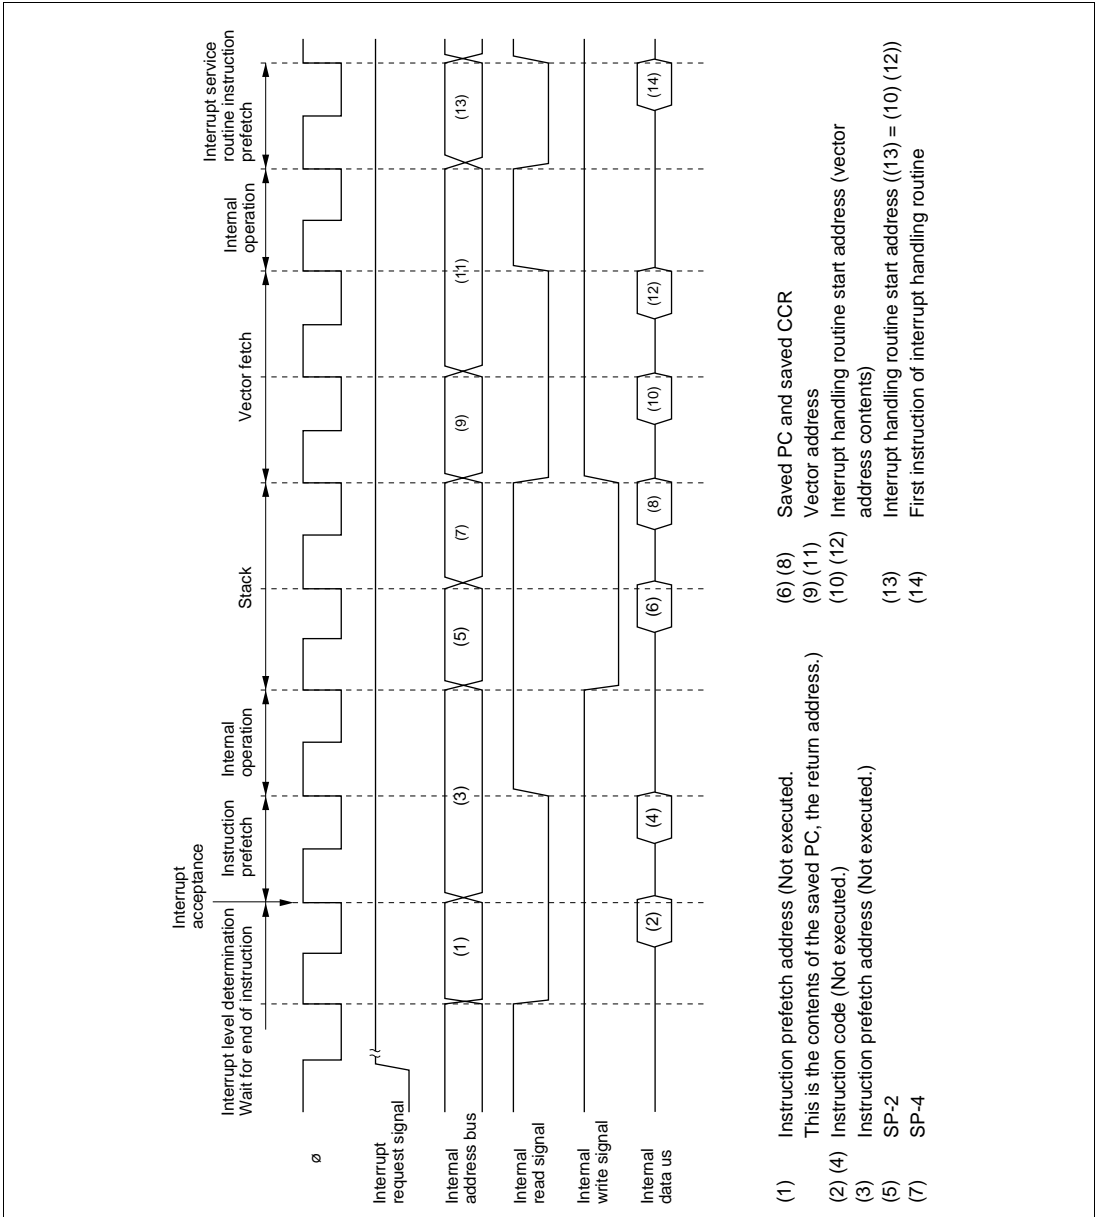 Interrupt
acceptance
Interrupt level determination
Wait for end of instruction
Instruction
prefetch
Internal
operation
Stack
Vector fetch
Internal
operation
Interrupt service
routine instruction
prefetch
ø
Interrupt
request signal
Internal
address bus
(1)
(3)
(5)
(7)
(9)
(11)
(13)
Internal
read signal
Internal
write signal
Internal
data us
(2)
(4)
(6)
(8)
(10)
(12)
(14)
(1) Instruction prefetch address (Not executed.
This is the contents of the saved PC, the return address.)
(2) (4) Instruction code (Not executed.)
(3) Instruction prefetch address (Not executed.)
(5) SP-2
(7) SP-4
(6) (8) Saved PC and saved CCR
(9) (11) Vector address
(10) (12) Interrupt handling routine start address (vector
address contents)
(13) Interrupt handling routine start address ((13) = (10) (12))
(14) First instruction of interrupt handling routine